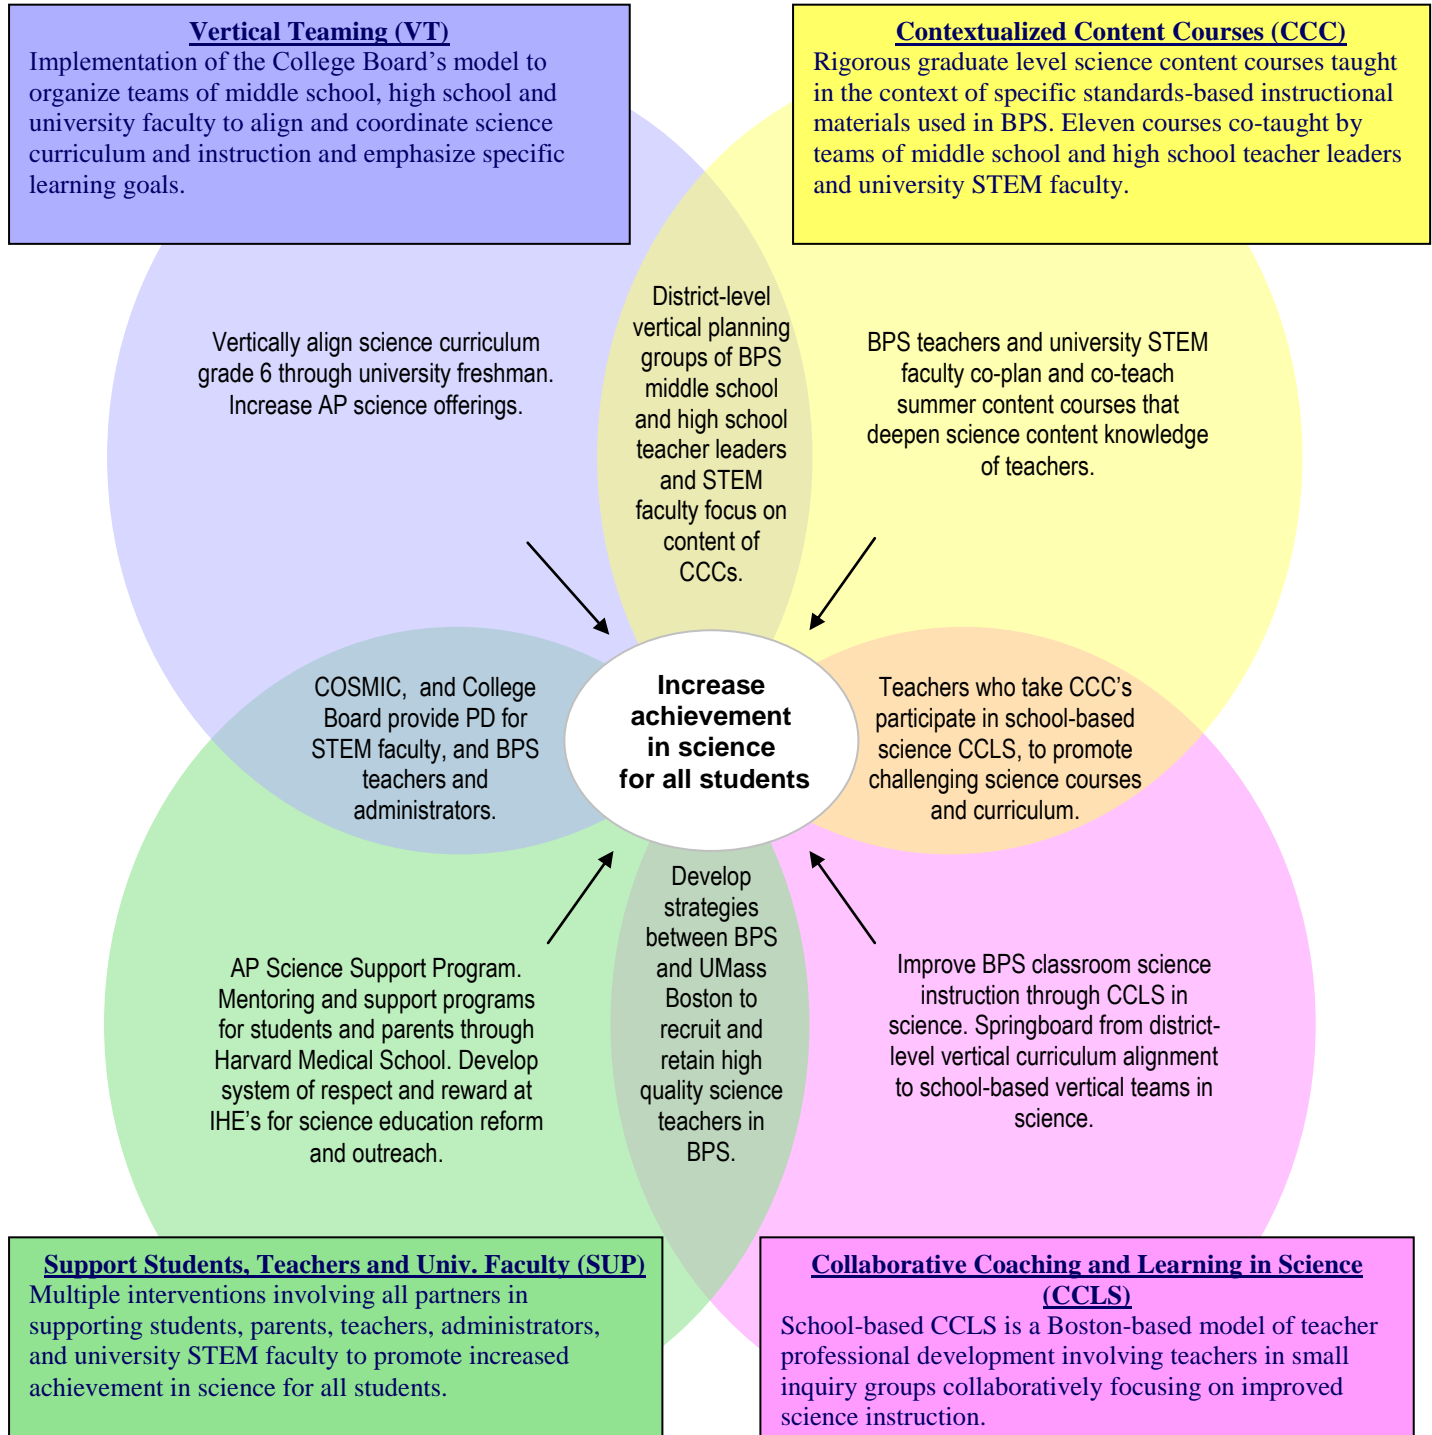 Vertical Teaming (VT)
Implementation of the College Board’s model to
organize teams of middle school, high school and
university faculty to align and coordinate science
curriculum and instruction and emphasize specific
learning goals.
Contextualized Content Courses (CCC)
Rigorous graduate level science content courses taught
in the context of specific standards-based instructional
materials used in BPS. Eleven courses co-taught by
teams of middle school and high school teacher leaders
and university STEM faculty.
Vertically align science curriculum
grade 6 through university freshman.
Increase AP science offerings.
District-level
vertical planning
groups of BPS
middle school
and high school
teacher leaders
and STEM
faculty focus on
content of
CCCs.
BPS teachers and university STEM
faculty co-plan and co-teach
summer content courses that
deepen science content knowledge
of teachers.
COSMIC, and College
Board provide PD for
STEM faculty, and BPS
teachers and
administrators.
Increase
achievement
in science
for all students
Teachers who take CCC’s
participate in school-based
science CCLS, to promote
challenging science courses
and curriculum.
AP Science Support Program.
Mentoring and support programs
for students and parents through
Harvard Medical School. Develop
system of respect and reward at
IHE’s for science education reform
and outreach.
Develop
strategies
between BPS
and UMass
Boston to
recruit and
retain high
quality science
teachers in
BPS.
Improve BPS classroom science
instruction through CCLS in
science. Springboard from district-
level vertical curriculum alignment
to school-based vertical teams in
science.
Support Students, Teachers and Univ. Faculty (SUP)
Multiple interventions involving all partners in
supporting students, parents, teachers, administrators,
and university STEM faculty to promote increased
achievement in science for all students.
Collaborative Coaching and Learning in Science
(CCLS)
School-based CCLS is a Boston-based model of teacher
professional development involving teachers in small
inquiry groups collaboratively focusing on improved
science instruction.